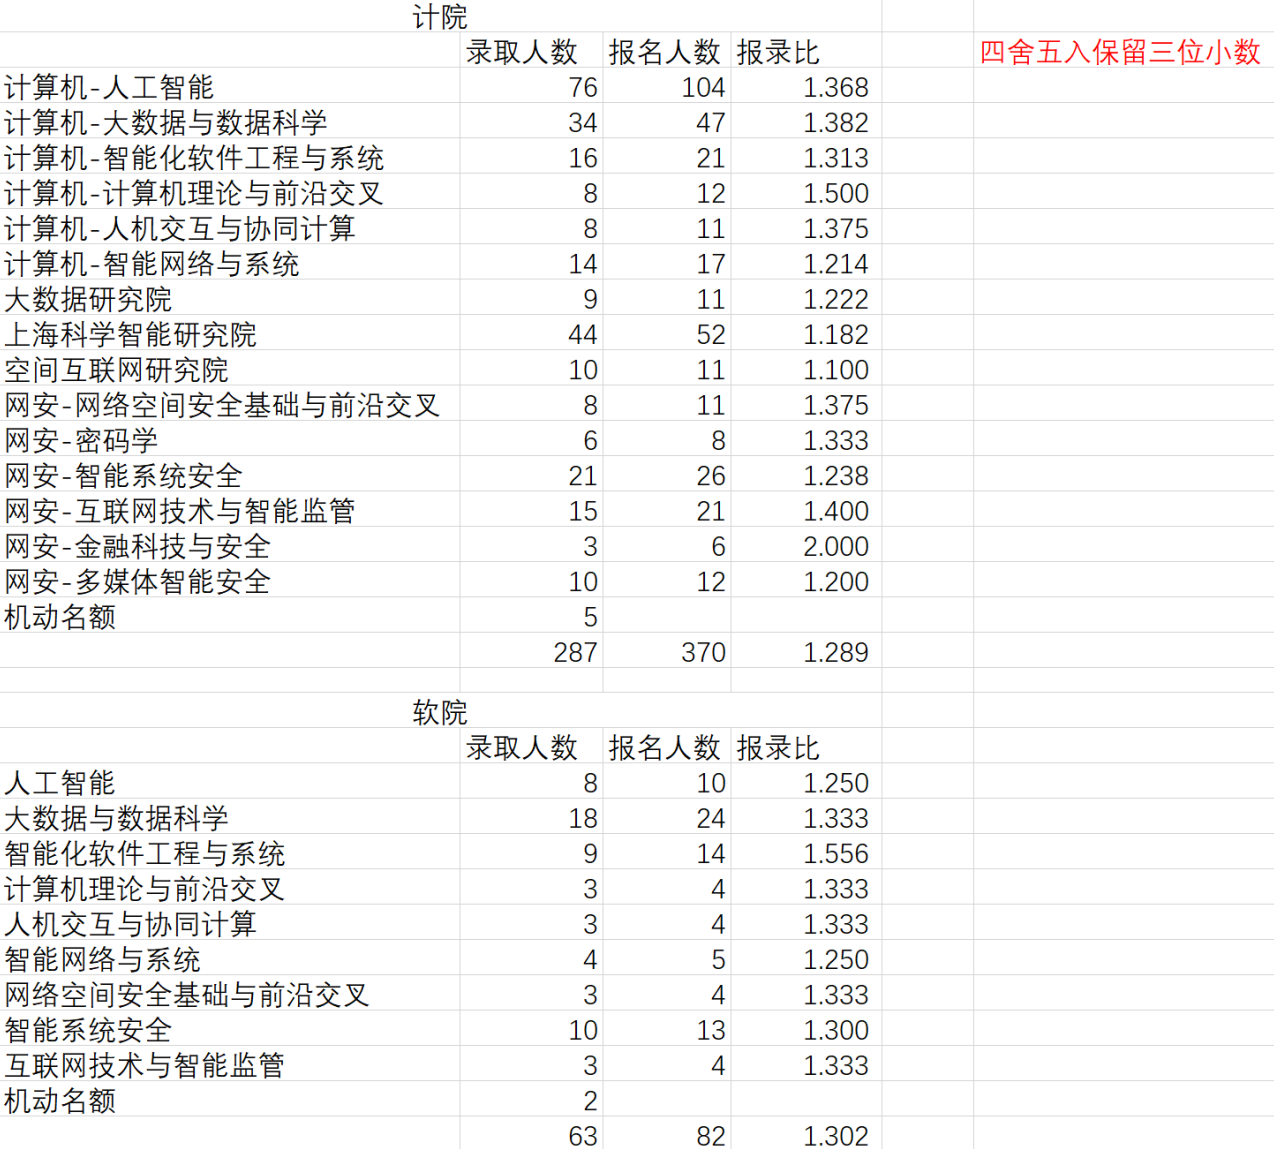 计院
录取人数 报名人数 报录比 四舍五入保留三位小数
计算机-人工智能 76 104 1.368
计算机-大数据与数据科学 34 47 1.382
计算机-智能化软件工程与系统 16 21 1.313
计算机-计算机理论与前沿交叉 8 12 1.500
计算机-人机交互与协同计算 8 11 1.375
计算机-智能网络与系统 14 17 1.214
大数据研究院 9 11 1.222
上海科学智能研究院 44 52 1.182
空间互联网研究院 10 11 1.100
网安-网络空间安全基础与前沿交叉 8 11 1.375
网安-密码学 6 8 1.333
网安-智能系统安全 21 26 1.238
网安-互联网技术与智能监管 15 21 1.400
网安-金融科技与安全 3 6 2.000
网安-多媒体智能安全 10 12 1.200
机动名额 5
287 370 1.289
软院
录取人数 报名人数 报录比
人工智能 8 10 1.250
大数据与数据科学 18 24 1.333
智能化软件工程与系统 9 14 1.556
计算机理论与前沿交叉 3 4 1.333
人机交互与协同计算 3 4 1.333
智能网络与系统 4 5 1.250
网络空间安全基础与前沿交叉 3 4 1.333
智能系统安全 10 13 1.300
互联网技术与智能监管 3 4 1.333
机动名额 2
63 82 1.302